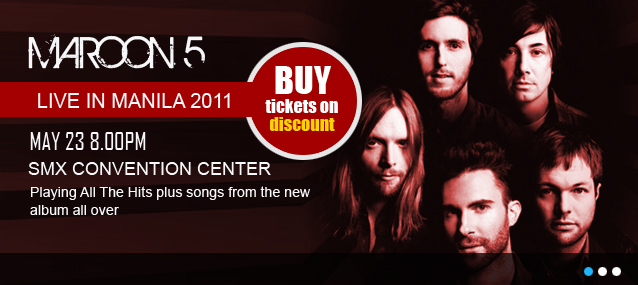 MAROON 5
LIVE IN MANILA 2011
BUY
tickets on
discount
MAY 23 8.00PM
SMX CONVENTION CENTER
Playing All The Hits plus songs from the new
album all over